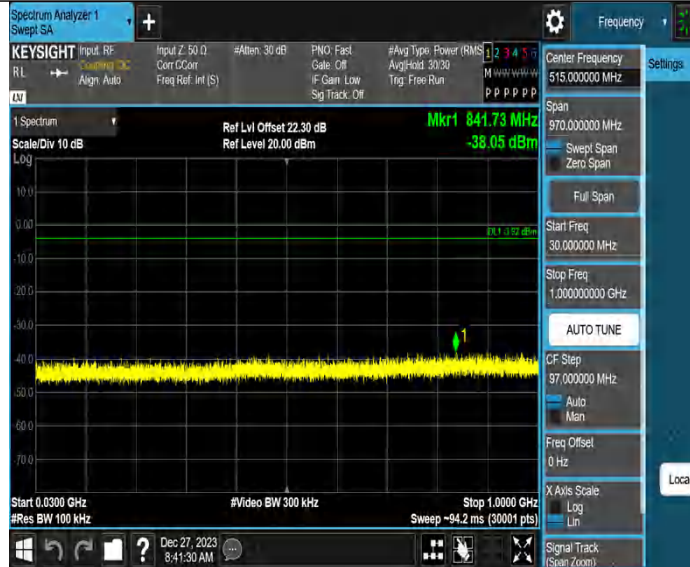 Spectrum Analyzer 1
Swept SA
+
Frequency
KEYSIGHT
RL
LXI
Input: RF
Coupling: DC
Align: Auto
Input Z: 50 Ω
Corr CCorr
Freq Ref: Int (S)
#Atten: 30 dB
PNO: Fast
Gate: Off
IF Gain: Low
Sig Track: Off
#Avg Type: Power (RMS
Avg|Hold: 30/30
Trig: Free Run
1 2 3 4 5 6
M W W W W W
P P P P P P
1 Spectrum
Scale/Div 10 dB
Log
Ref Lvl Offset 22.30 dB
Ref Level 20.00 dBm
Mkr1 841.73 MHz
-38.05 dBm
10.0
0.00
-10.0
-20.0
-30.0
-40.0
-50.0
-60.0
-70.0
1
Start 0.0300 GHz
#Res BW 100 kHz
#Video BW 300 kHz
Stop 1.0000 GHz
Sweep ~94.2 ms (30001 pts)
?
Dec 27, 2023
8:41:30 AM
Center Frequency
515.000000 MHz
Span
970.000000 MHz
Swept Span
Zero Span
Full Span
Start Freq
30.000000 MHz
Stop Freq
1.000000000 GHz
AUTO TUNE
CF Step
97.000000 MHz
Auto
Man
Freq Offset
0 Hz
X Axis Scale
Log
Lin
Signal Track
(Span Zoom)
Settings
Loca